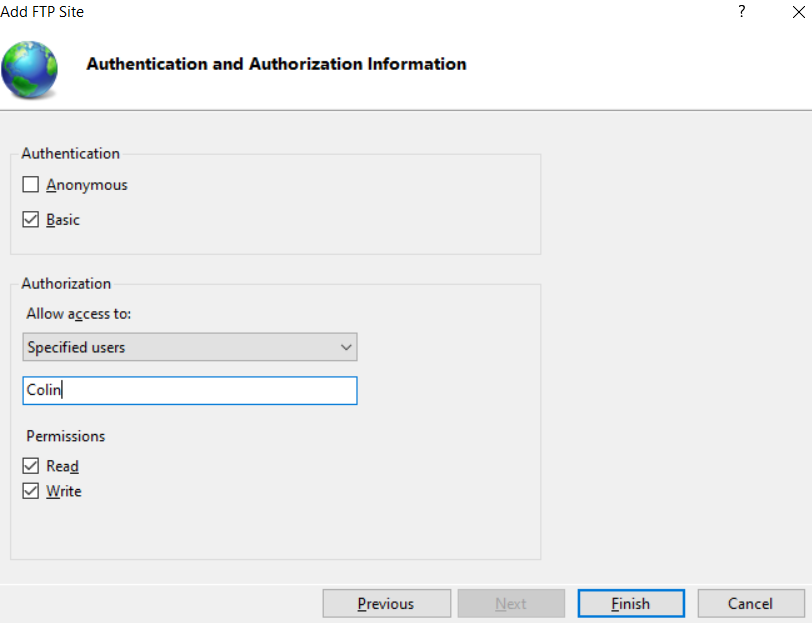 Add FTP Site
?
Authentication and Authorization Information
Authentication
Anonymous
Basic
Authorization
Allow access to:
Specified users
Colin
Permissions
Read
Write
Previous Next Finish Cancel